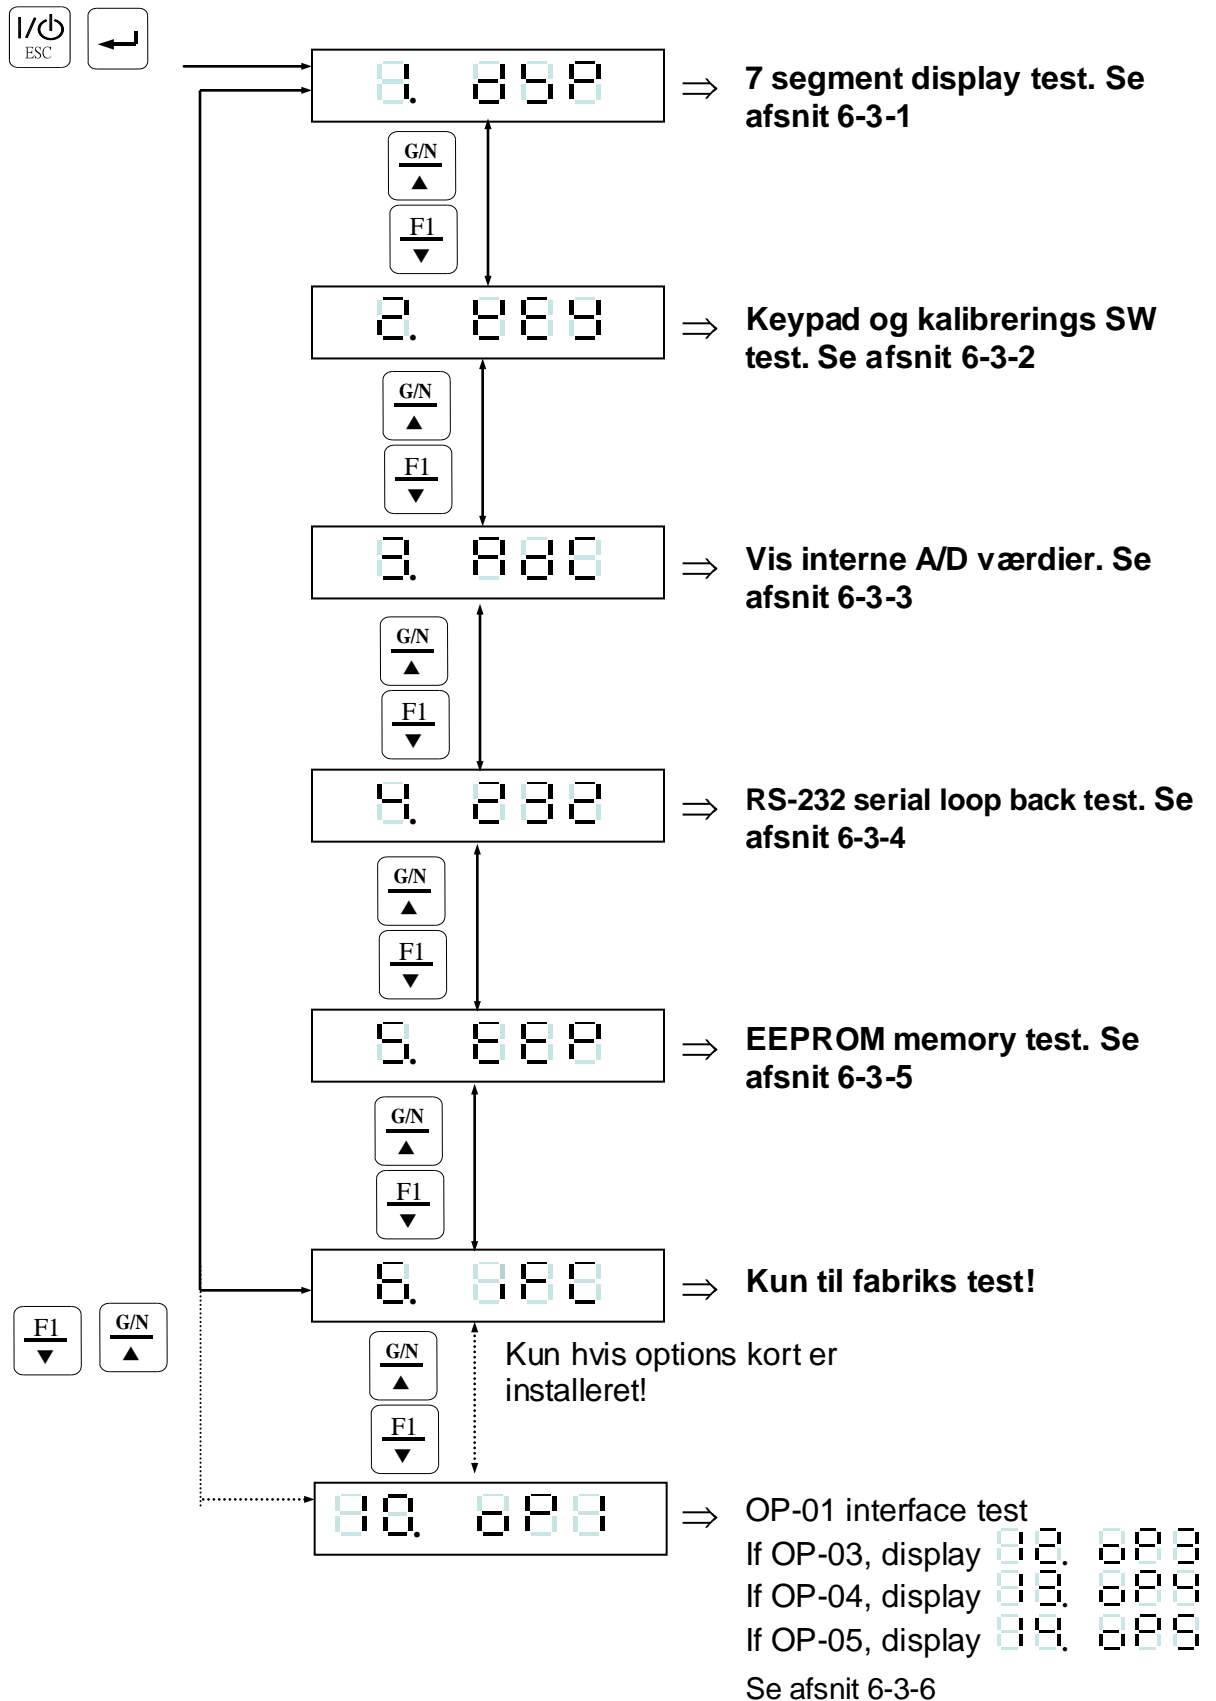 I/⏻
ESC
1. dSP
⇒ 7 segment display test. Se
afsnit 6-3-1
G/N
▲
F1
▼
2. KEY
⇒ Keypad og kalibrerings SW
test. Se afsnit 6-3-2
G/N
▲
F1
▼
3. AdC
⇒ Vis interne A/D værdier. Se
afsnit 6-3-3
G/N
▲
F1
▼
4. 232
⇒ RS-232 serial loop back test. Se
afsnit 6-3-4
G/N
▲
F1
▼
5. EEP
⇒ EEPROM memory test. Se
afsnit 6-3-5
G/N
▲
F1
▼
6. iFC
⇒ Kun til fabriks test!
F1
▼
G/N
▲
G/N
▲
F1
▼
Kun hvis options kort er
installeret!
10. oP1
⇒ OP-01 interface test
If OP-03, display 12. oP3
If OP-04, display 13. oP4
If OP-05, display 14. oP5
Se afsnit 6-3-6